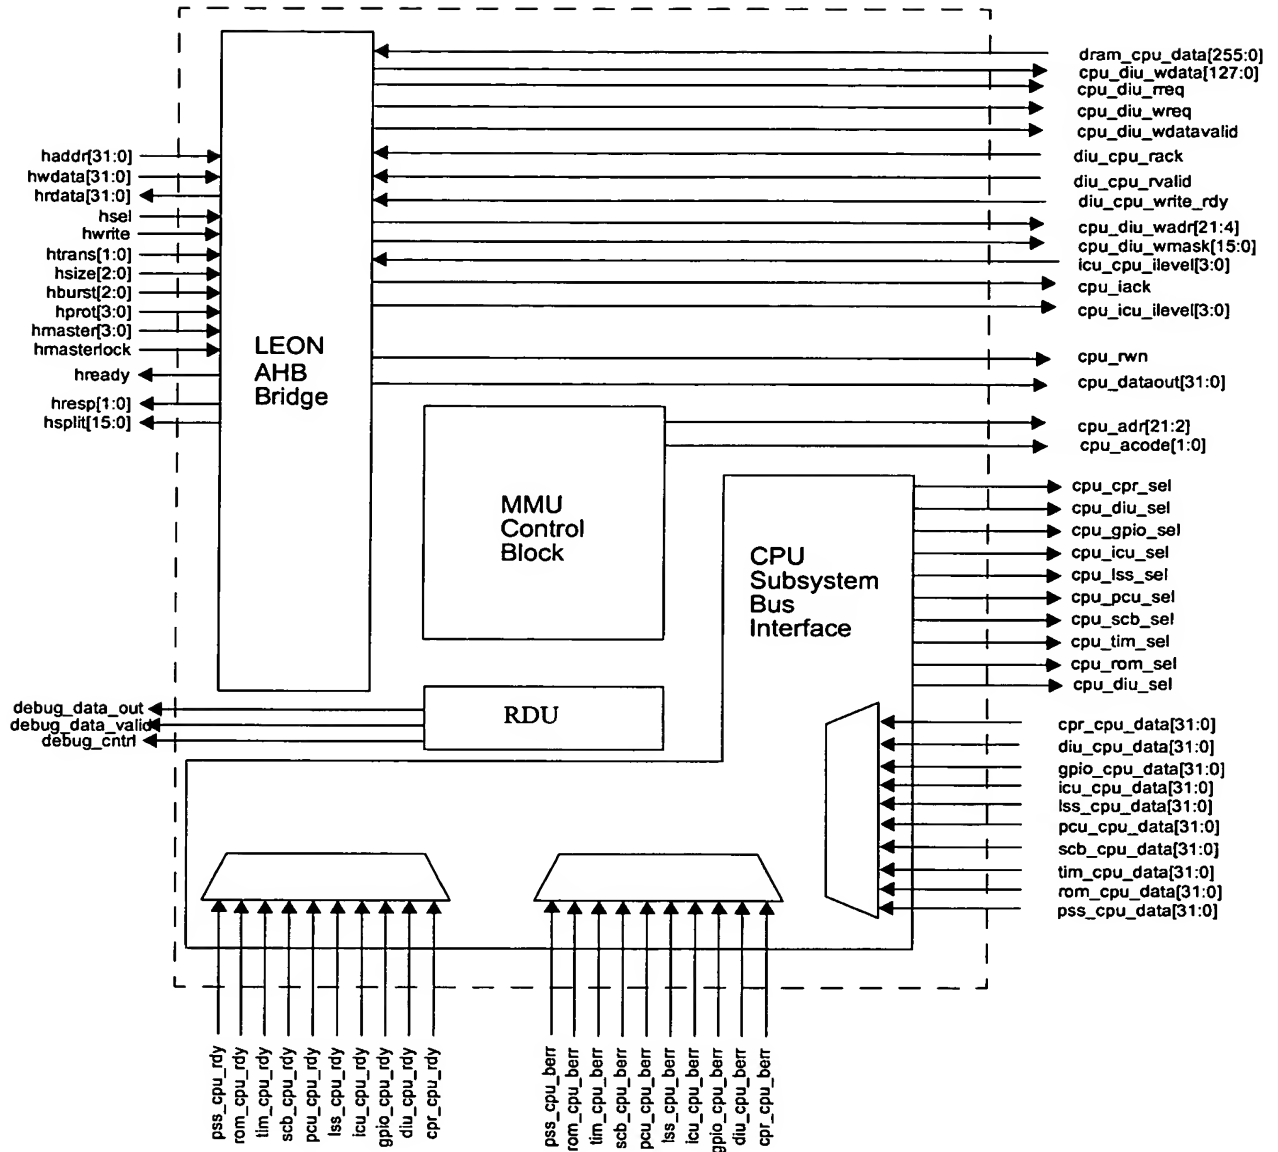 haddr[31:0]
hwdata[31:0]
hrdata[31:0]
hsel
hwrite
htrans[1:0]
hsize[2:0]
hburst[2:0]
hprot[3:0]
hmaster[3:0]
hmasterlock
hready
hresp[1:0]
hsplit[15:0]
LEON
AHB
Bridge
dram_cpu_data[255:0]
cpu_diu_wdata[127:0]
cpu_diu_rreq
cpu_diu_wreq
cpu_diu_wdatavalid
diu_cpu_rack
diu_cpu_rvalid
diu_cpu_write_rdy
cpu_diu_wadr[21:4]
cpu_diu_wmask[15:0]
icu_cpu_ilevel[3:0]
cpu_iack
cpu_icu_ilevel[3:0]
cpu_rwn
cpu_dataout[31:0]
cpu_adr[21:2]
cpu_acode[1:0]
MMU
Control
Block
CPU
Subsystem
Bus
Interface
cpu_cpr_sel
cpu_diu_sel
cpu_gpio_sel
cpu_icu_sel
cpu_lss_sel
cpu_pcu_sel
cpu_scb_sel
cpu_tim_sel
cpu_rom_sel
cpu_diu_sel
debug_data_out
debug_data_valid
debug_cntrl
RDU
cpr_cpu_data[31:0]
diu_cpu_data[31:0]
gpio_cpu_data[31:0]
icu_cpu_data[31:0]
lss_cpu_data[31:0]
pcu_cpu_data[31:0]
scb_cpu_data[31:0]
tim_cpu_data[31:0]
rom_cpu_data[31:0]
pss_cpu_data[31:0]
pss_cpu_rdy
rom_cpu_rdy
tim_cpu_rdy
scb_cpu_rdy
pcu_cpu_rdy
lss_cpu_rdy
icu_cpu_rdy
gpio_cpu_rdy
diu_cpu_rdy
cpr_cpu_rdy
pss_cpu_berr
rom_cpu_berr
tim_cpu_berr
scb_cpu_berr
pcu_cpu_berr
lss_cpu_berr
icu_cpu_berr
gpio_cpu_berr
diu_cpu_berr
cpr_cpu_berr